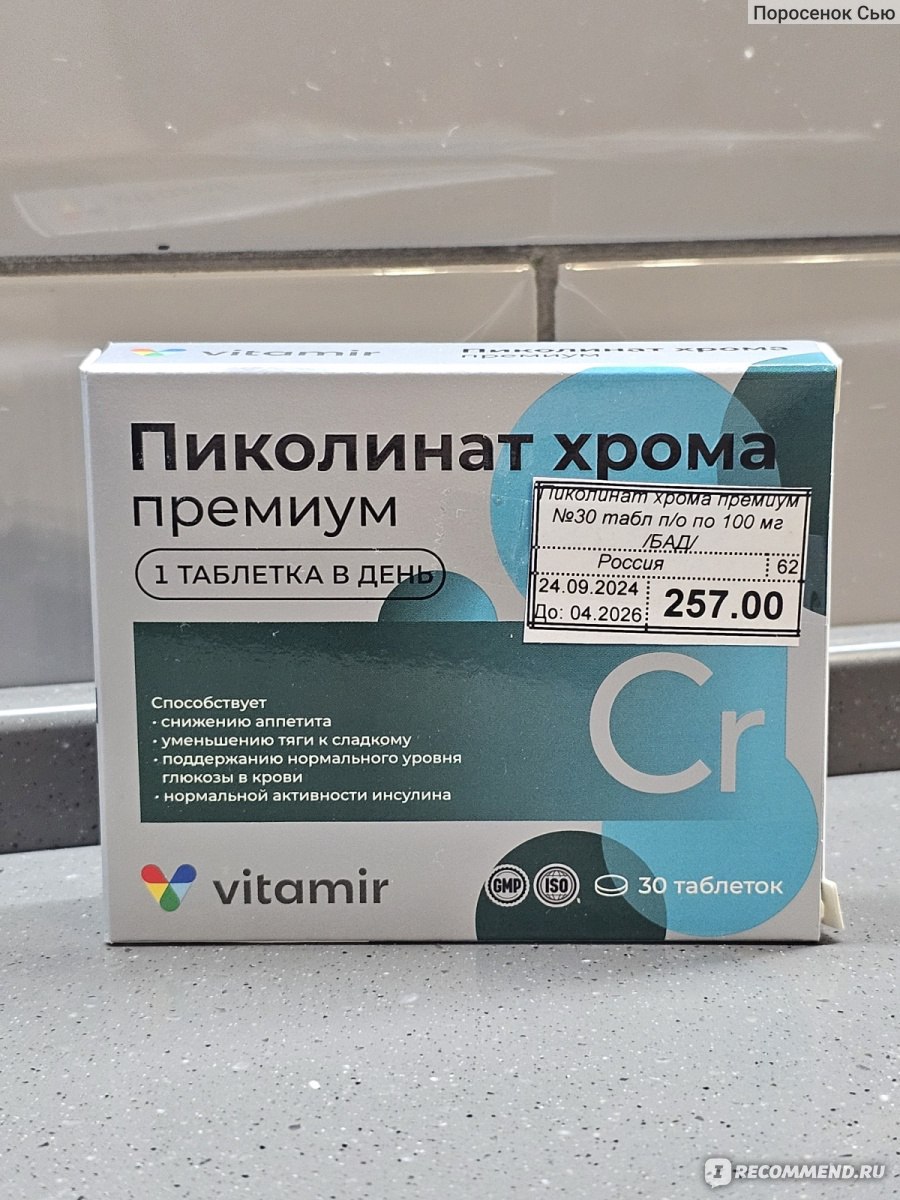 Поросенок Сью
vitamir Пиколинат хрома
премиум
Пиколинат хрома
премиум
1 ТАБЛЕТКА В ДЕНЬ
Пиколинат хрома премиум
№30 табл п/о по 100 мг
/БАД/
Россия 62
24.09.2024
До: 04.2026
257.00
Способствует
• снижению аппетита
• уменьшению тяги к сладкому
• поддержанию нормального уровня
глюкозы в крови
• нормальной активности инсулина
Cr
vitamir
GMP ISO 30 таблеток
IRECOMMEND.RU